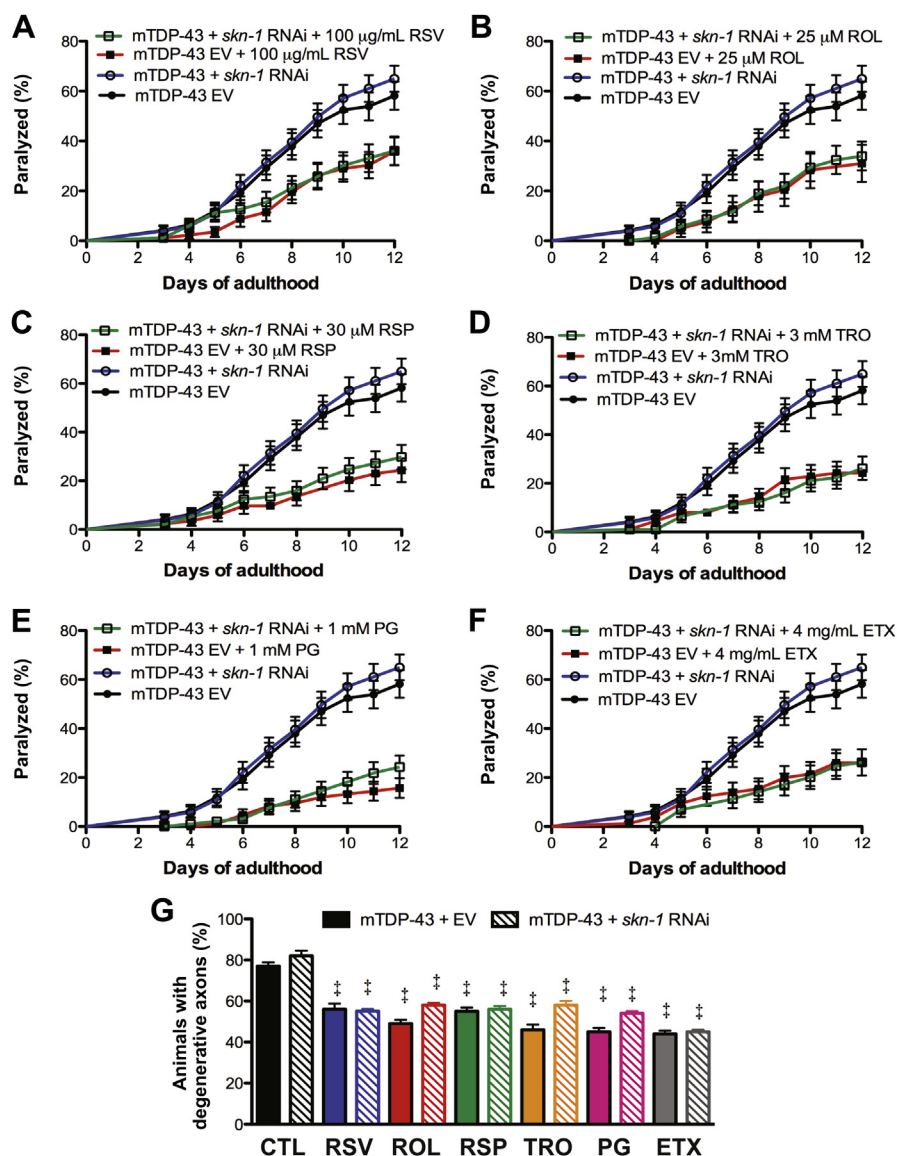 A
mTDP-43 + skn-1 RNAi + 100 μg/mL RSV
mTDP-43 EV + 100 μg/mL RSV
mTDP-43 + skn-1 RNAi
mTDP-43 EV
Paralyzed (%)
80
60
40
20
0
0 2 4 6 8 10 12
Days of adulthood
B
mTDP-43 + skn-1 RNAi + 25 μM ROL
mTDP-43 EV + 25 μM ROL
mTDP-43 + skn-1 RNAi
mTDP-43 EV
Paralyzed (%)
80
60
40
20
0
0 2 4 6 8 10 12
Days of adulthood
C
mTDP-43 + skn-1 RNAi + 30 μM RSP
mTDP-43 EV + 30 μM RSP
mTDP-43 + skn-1 RNAi
mTDP-43 EV
Paralyzed (%)
80
60
40
20
0
0 2 4 6 8 10 12
Days of adulthood
D
mTDP-43 + skn-1 RNAi + 3 mM TRO
mTDP-43 EV + 3mM TRO
mTDP-43 + skn-1 RNAi
mTDP-43 EV
Paralyzed (%)
80
60
40
20
0
0 2 4 6 8 10 12
Days of adulthood
E
mTDP-43 + skn-1 RNAi + 1 mM PG
mTDP-43 EV + 1 mM PG
mTDP-43 + skn-1 RNAi
mTDP-43 EV
Paralyzed (%)
80
60
40
20
0
0 2 4 6 8 10 12
Days of adulthood
F
mTDP-43 + skn-1 RNAi + 4 mg/mL ETX
mTDP-43 EV + 4 mg/mL ETX
mTDP-43 + skn-1 RNAi
mTDP-43 EV
Paralyzed (%)
80
60
40
20
0
0 2 4 6 8 10 12
Days of adulthood
G
mTDP-43 + EV mTDP-43 + skn-1 RNAi
Animals with
degenerative axons (%)
100
80
60
40
20
0
‡ ‡ ‡ ‡ ‡ ‡ ‡ ‡ ‡ ‡ ‡ ‡
CTL RSV ROL RSP TRO PG ETX